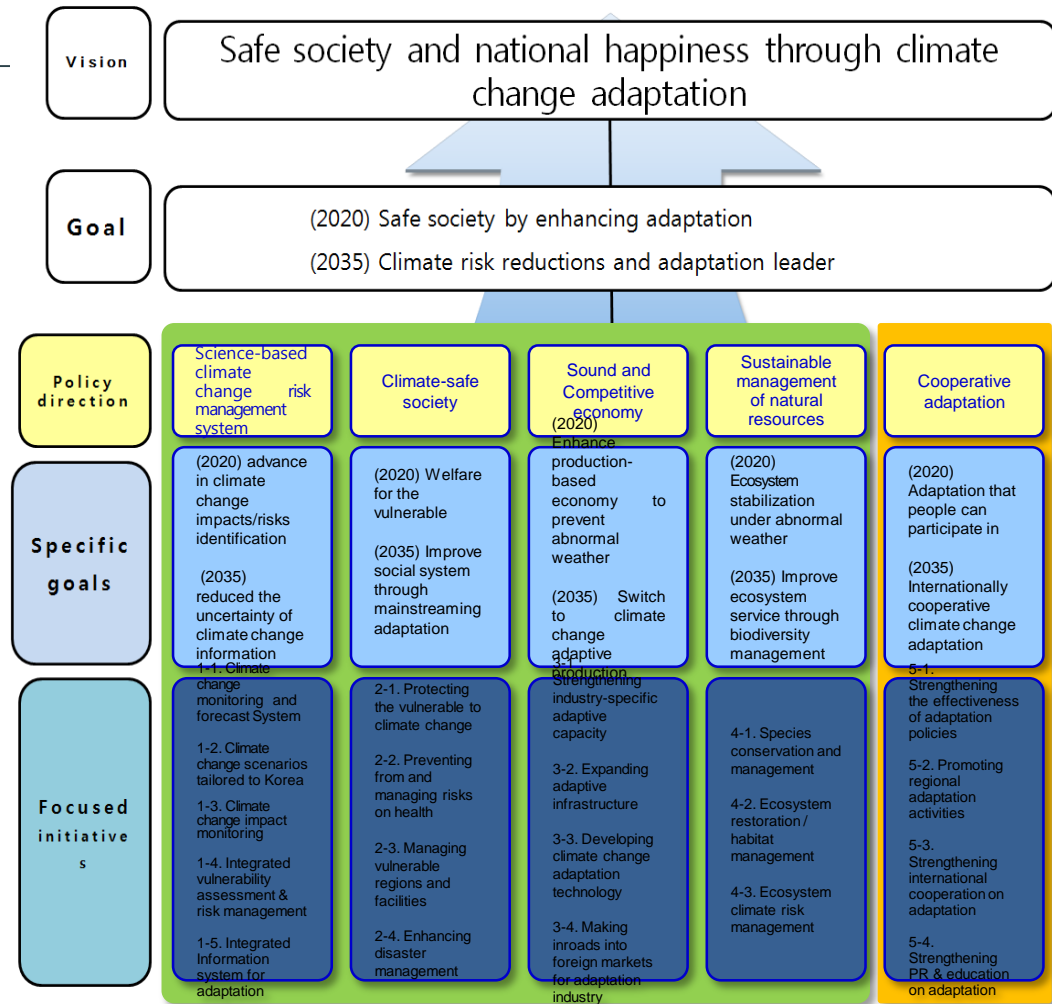 Vision
Safe society and national happiness through climate
change adaptation
Goal
(2020) Safe society by enhancing adaptation
(2035) Climate risk reductions and adaptation leader
Policy
direction
Science-based
climate
change risk
management
system
Climate-safe
society
Sound and
Competitive
economy
Sustainable
management
of natural
resources
Cooperative
adaptation
Specific
goals
(2020) advance
in climate
change
impacts/risks
identification
(2035)
reduced the
uncertainty of
climate change
information
(2020) Welfare
for the
vulnerable
(2035) Improve
social system
through
mainstreaming
adaptation
(2020)
Enhance
production-
based
economy to
prevent
abnormal
weather
(2035) Switch
to climate
change
adaptive
production
(2020)
Ecosystem
stabilization
under abnormal
weather
(2035) Improve
ecosystem
service through
biodiversity
management
(2020)
Adaptation that
people can
participate in
(2035)
Internationally
cooperative
climate change
adaptation
Focused
initiative
s
1-1. Climate
change
monitoring and
forecast System
1-2. Climate
change scenarios
tailored to Korea
1-3. Climate
change impact
monitoring
1-4. Integrated
vulnerability
assessment &
risk management
1-5. Integrated
Information
system for
adaptation
2-1. Protecting
the vulnerable to
climate change
2-2. Preventing
from and
managing risks
on health
2-3. Managing
vulnerable
regions and
facilities
2-4. Enhancing
disaster
management
3-1.
Strengthening
industry-specific
adaptive
capacity
3-2. Expanding
adaptive
infrastructure
3-3. Developing
climate change
adaptation
technology
3-4. Making
inroads into
foreign markets
for adaptation
industry
4-1. Species
conservation and
management
4-2. Ecosystem
restoration /
habitat
management
4-3. Ecosystem
climate risk
management
5-1.
Strengthening
the effectiveness
of adaptation
policies
5-2. Promoting
regional
adaptation
activities
5-3.
Strengthening
international
cooperation on
adaptation
5-4.
Strengthening
PR & education
on adaptation